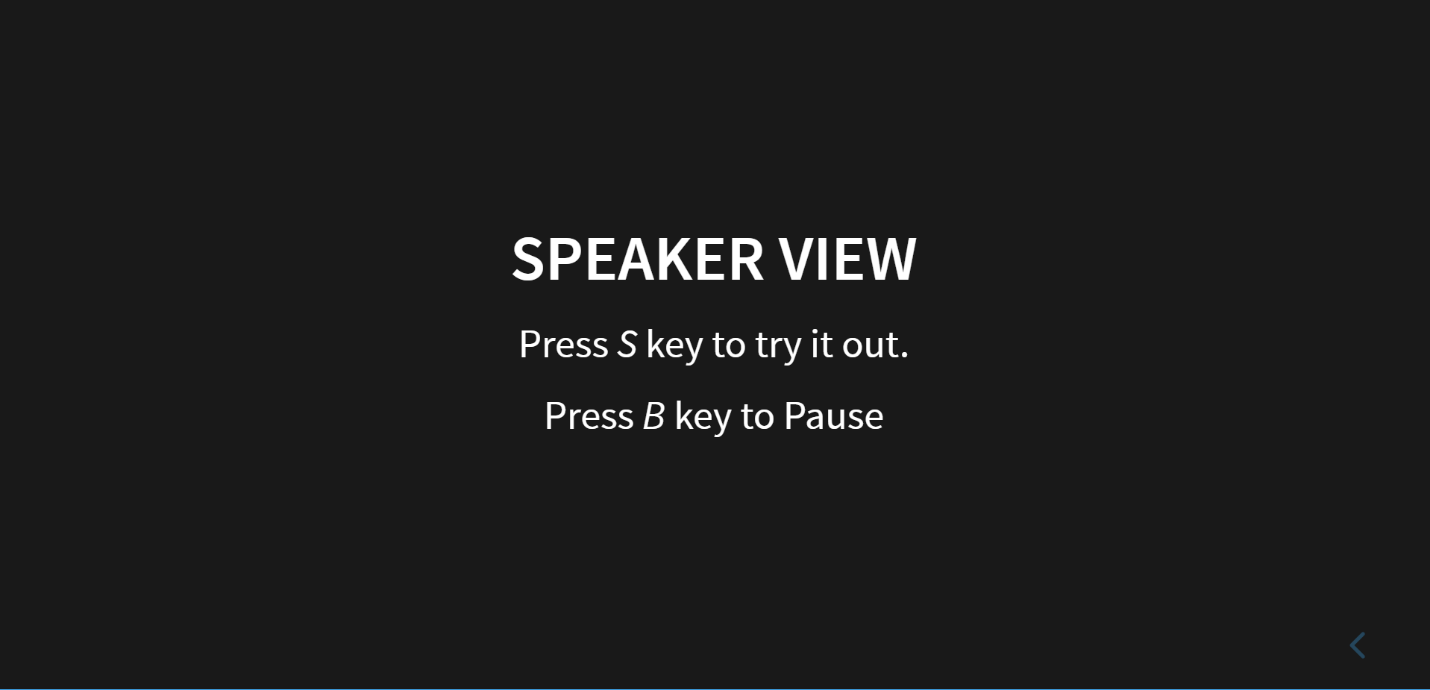 SPEAKER VIEW
Press S key to try it out.
Press B key to Pause